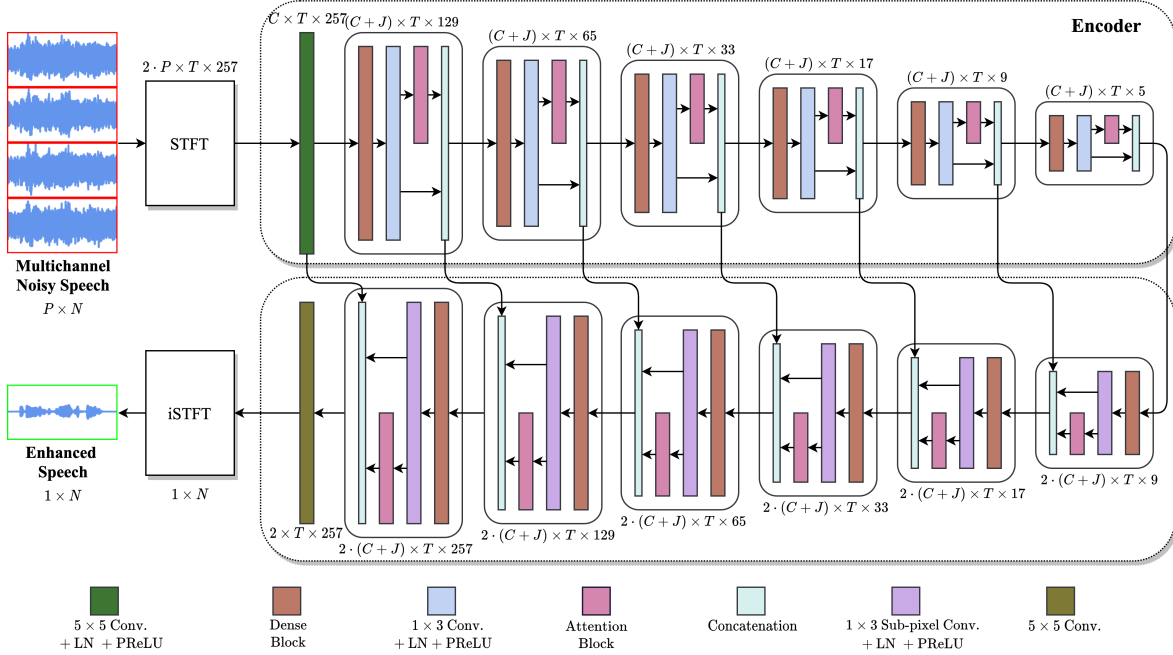 C × T × 257
(C + J) × T × 129
(C + J) × T × 65
(C + J) × T × 33
(C + J) × T × 17
(C + J) × T × 9
(C + J) × T × 5
Encoder
2 · P × T × 257
STFT
Multichannel
Noisy Speech
P × N
iSTFT
1 × N
Enhanced
Speech
1 × N
2 × T × 257
2 · (C + J) × T × 257
2 · (C + J) × T × 129
2 · (C + J) × T × 65
2 · (C + J) × T × 33
2 · (C + J) × T × 17
2 · (C + J) × T × 9
5 × 5 Conv.
+ LN + PReLU
Dense
Block
1 × 3 Conv.
+ LN + PReLU
Attention
Block
Concatenation
1 × 3 Sub-pixel Conv.
+ LN + PReLU
5 × 5 Conv.